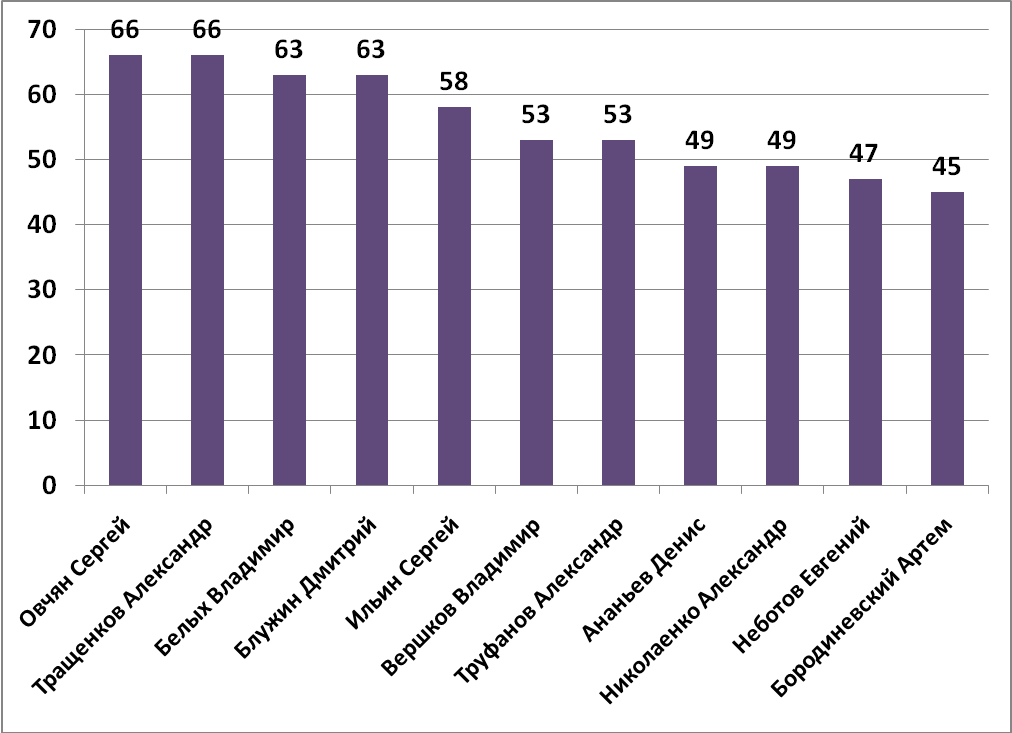 70
60
50
40
30
20
10
0
66
66
63
63
58
53
53
49
49
47
45
Овчян Сергей
Тращенков Александр
Белых Владимир
Блужин Дмитрий
Ильин Сергей
Вершков Владимир
Труфанов Александр
Ананьев Денис
Николаенко Александр
Неботов Евгений
Бородиневский Артем